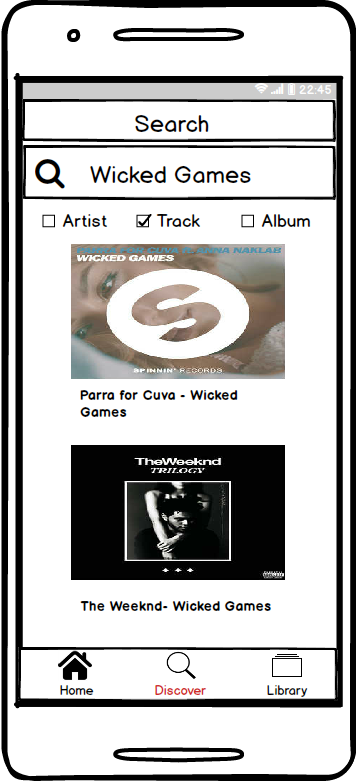 22:45
Search
Wicked Games
Artist
Track
Album
PARRA FOR CUVA & ANNA NAKLAB
WICKED GAMES
SPINNIN' RECORDS
Parra for Cuva - Wicked
Games
TheWeeknd
TRILOGY
The Weeknd- Wicked Games
Home
Discover
Library